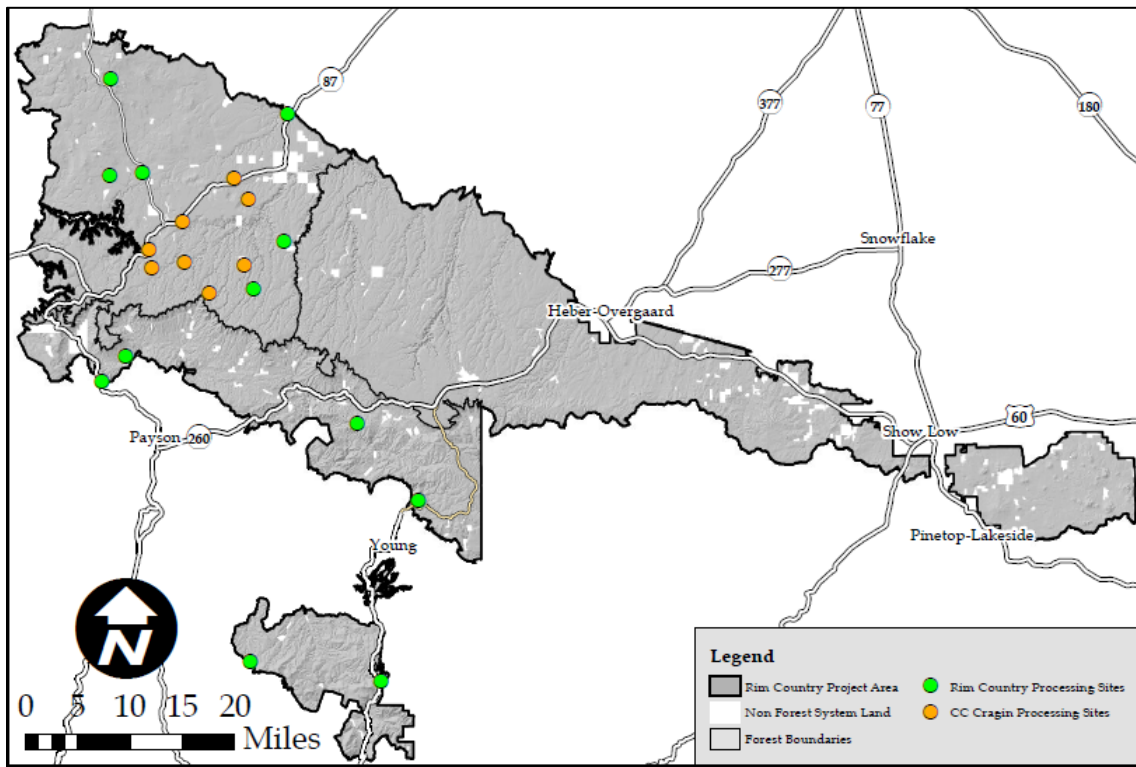 87
377
77
180
Snowflake
277
Heber-Overgaard
60
Show Low
Payson
260
Pinetop-Lakeside
Young
N
0 5 10 15 20
Miles
Legend
Rim Country Project Area
Non Forest System Land
Forest Boundaries
Rim Country Processing Sites
CC Cragin Processing Sites